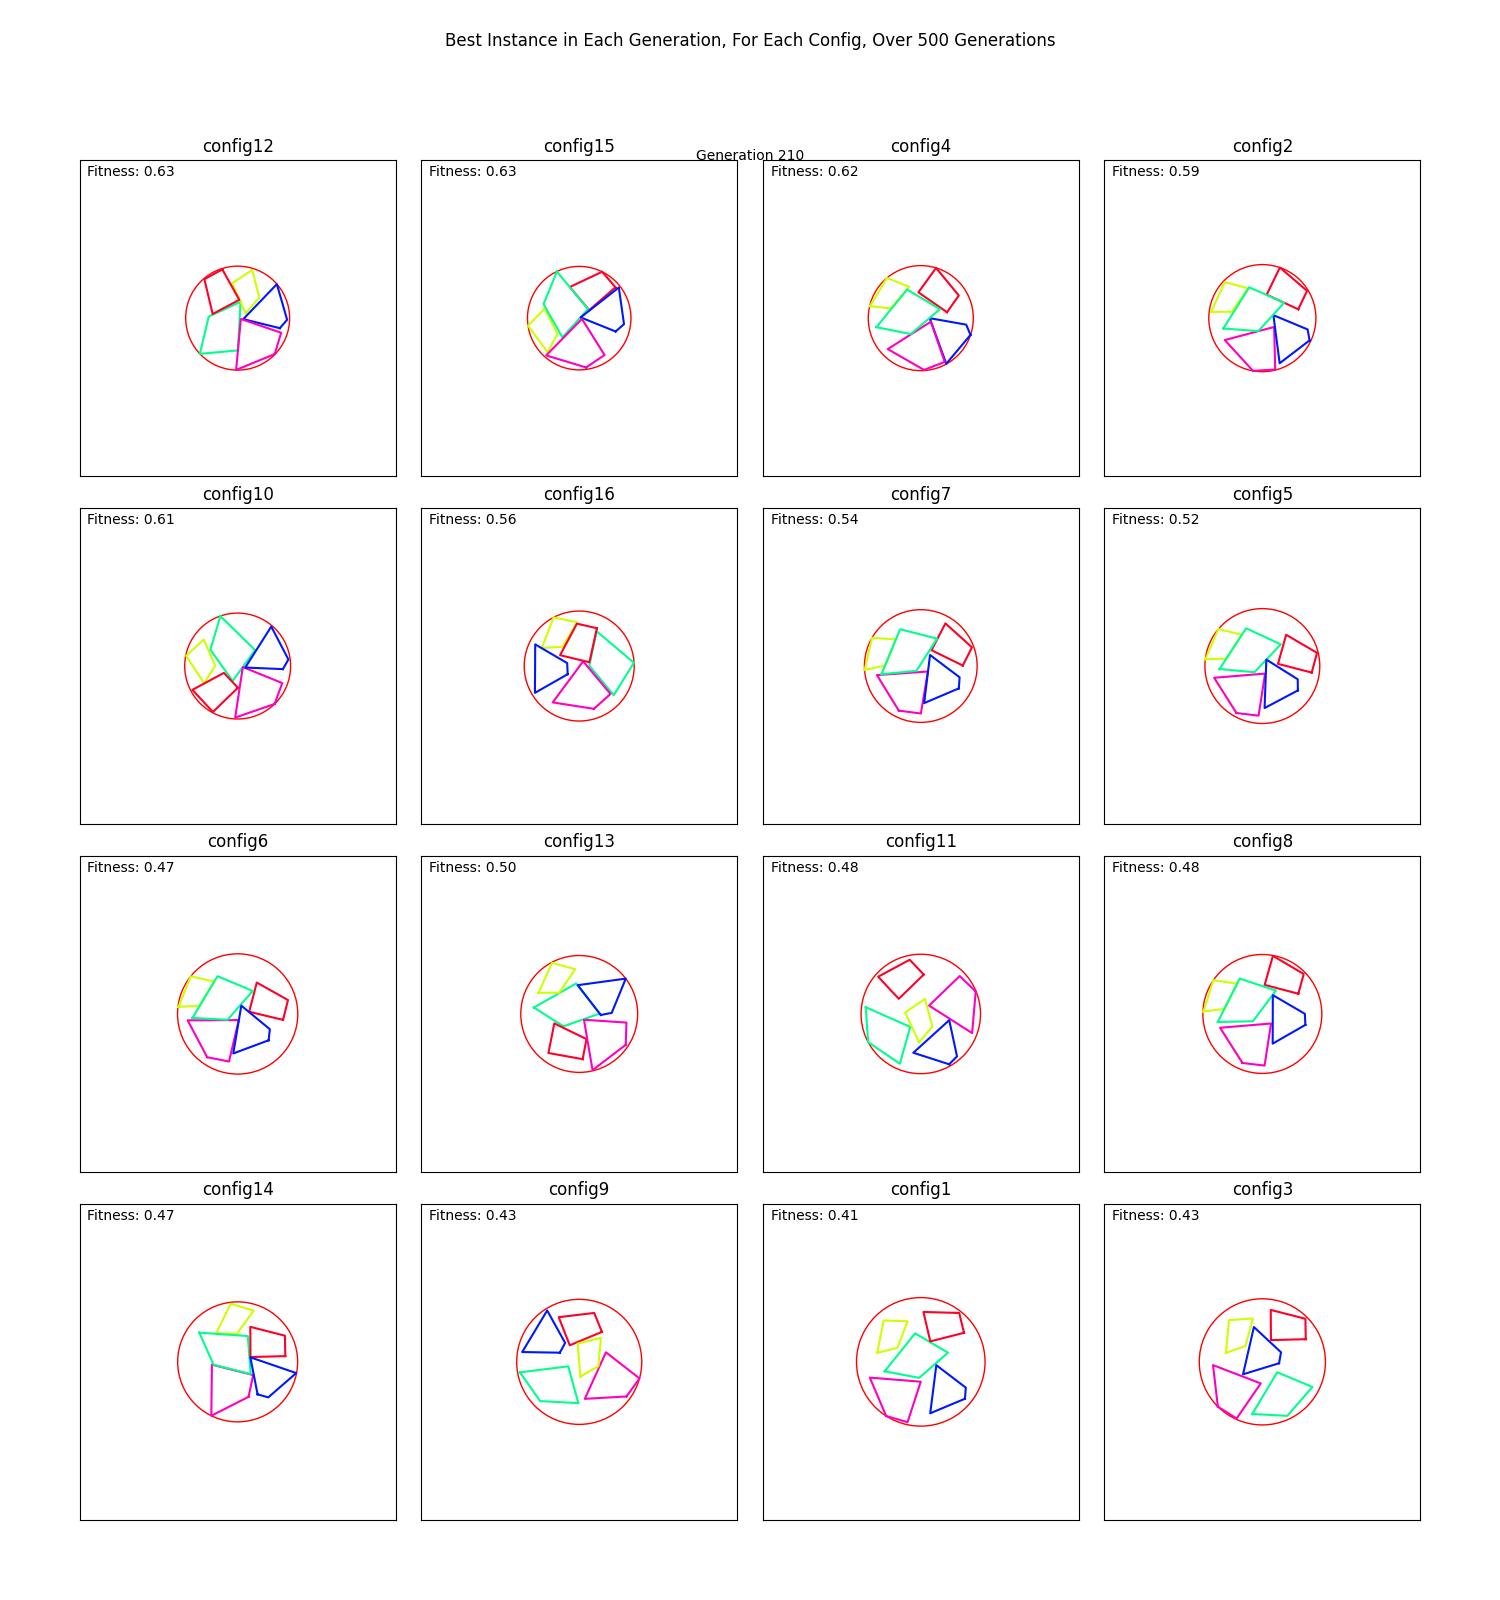 Best Instance in Each Generation, For Each Config, Over 500 Generations
Generation 210
config12
Fitness: 0.63
config15
Fitness: 0.63
config4
Fitness: 0.62
config2
Fitness: 0.59
config10
Fitness: 0.61
config16
Fitness: 0.56
config7
Fitness: 0.54
config5
Fitness: 0.52
config6
Fitness: 0.47
config13
Fitness: 0.50
config11
Fitness: 0.48
config8
Fitness: 0.48
config14
Fitness: 0.47
config9
Fitness: 0.43
config1
Fitness: 0.41
config3
Fitness: 0.43